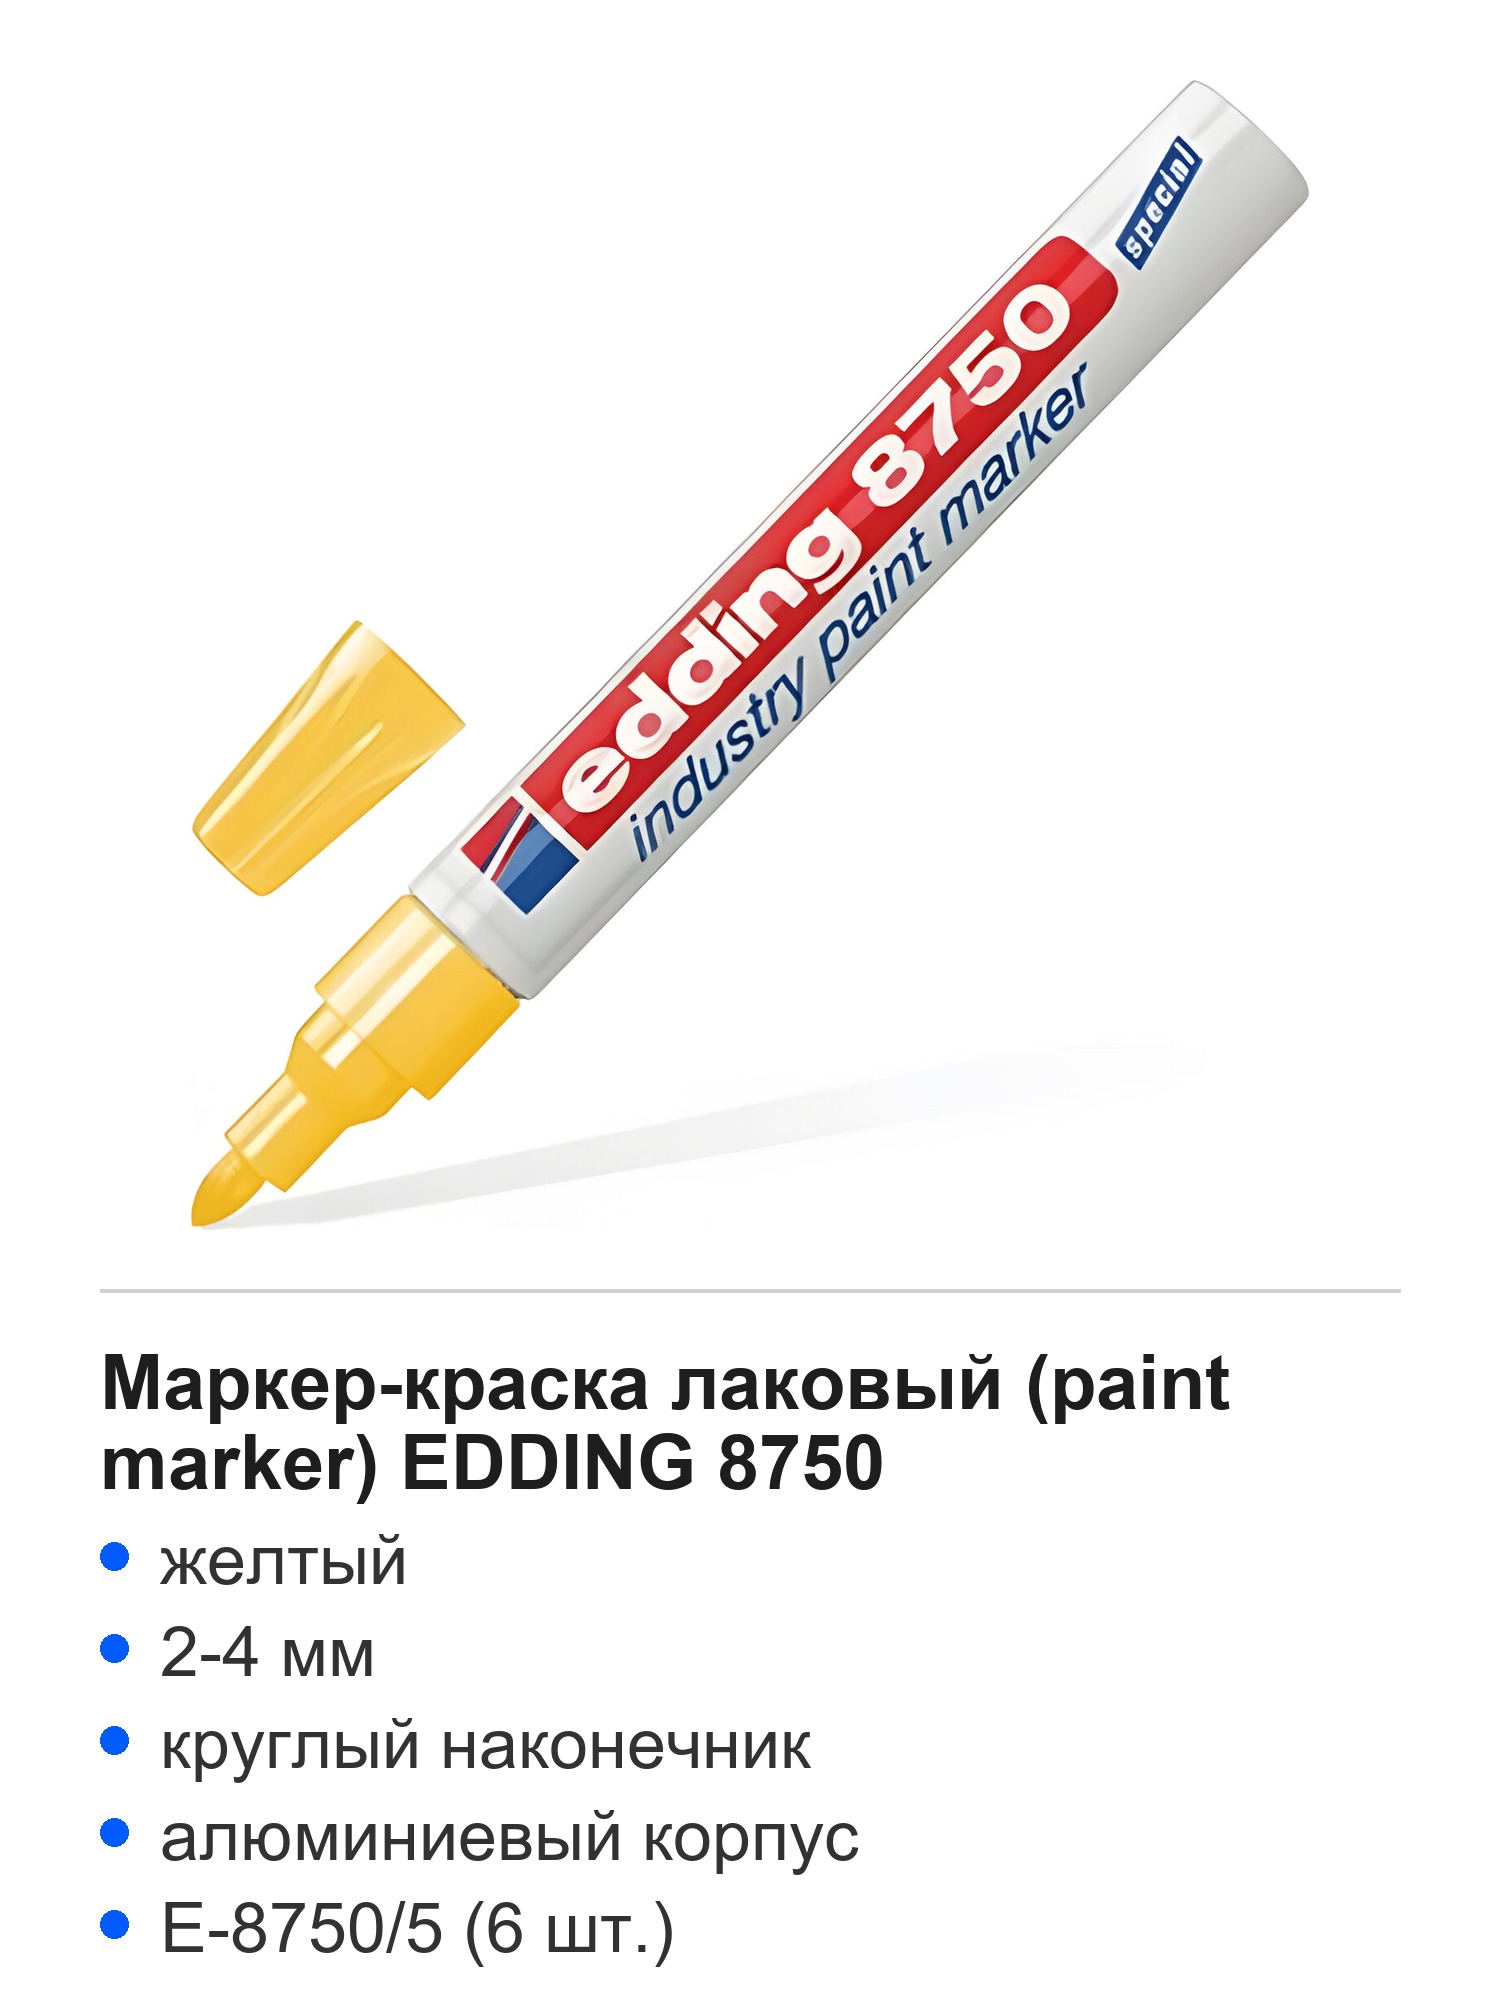 special
edding 8750
industry paint marker
Маркер-краска лаковый (paint
marker) EDDING 8750
желтый
2-4 мм
круглый наконечник
алюминиевый корпус
E-8750/5 (6 шт.)